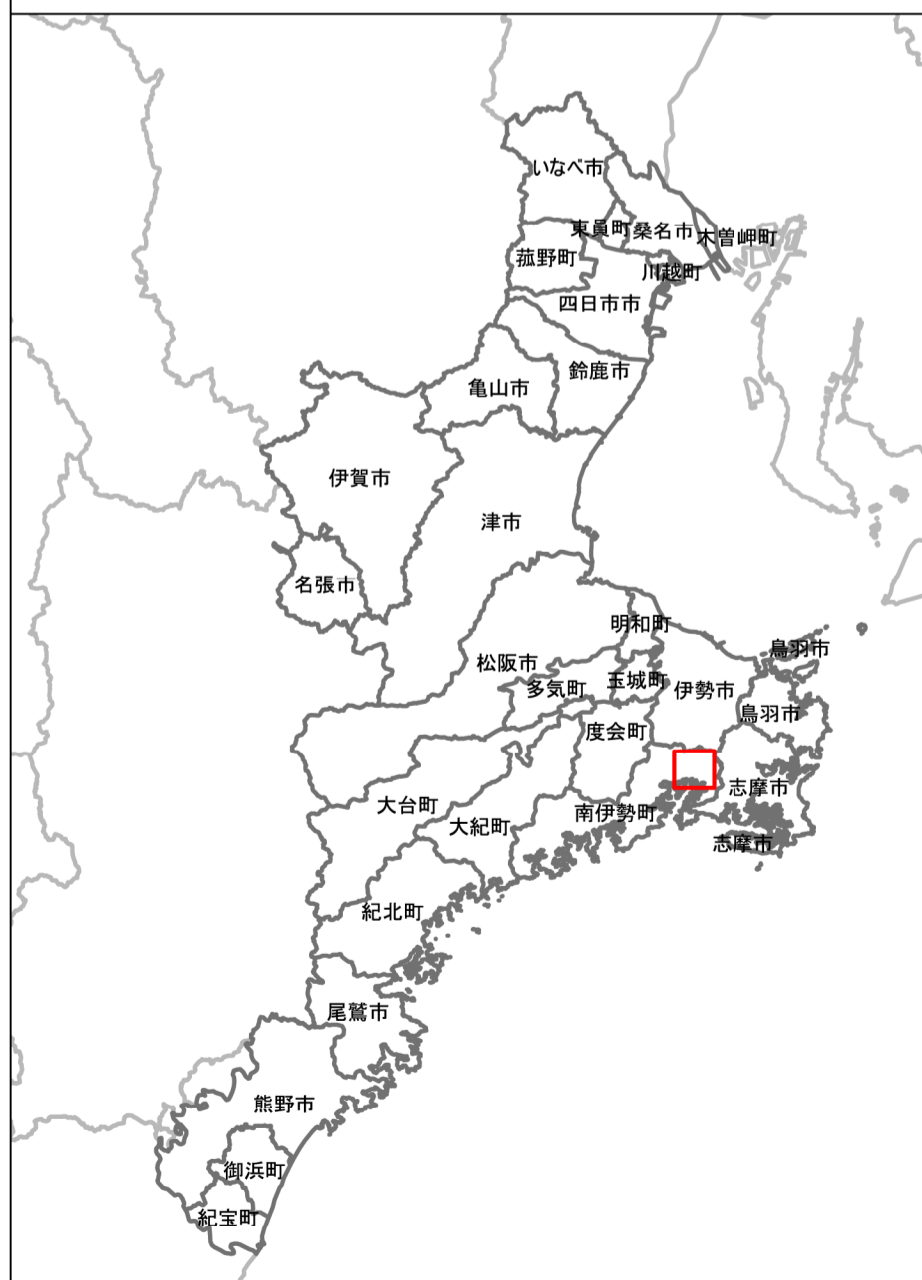 いなべ市
東員町
桑名市
木曽岬町
菰野町
川越町
四日市市
鈴鹿市
亀山市
伊賀市
津市
名張市
明和町
鳥羽市
松阪市
多気町
玉城町
伊勢市
鳥羽市
度会町
志摩市
大台町
南伊勢町
大紀町
志摩市
紀北町
尾鷲市
熊野市
御浜町
紀宝町